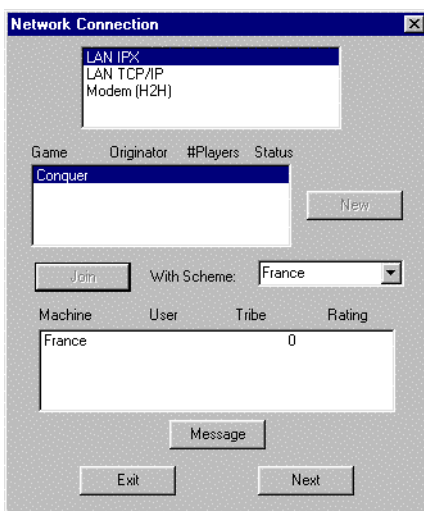 Network Connection
LAN IPX
LAN TCP/IP
Modem (H2H)
Game Originator #Players Status
Conquer
New
Join With Scheme: France
Machine User Tribe Rating
France 0
Message
Exit Next